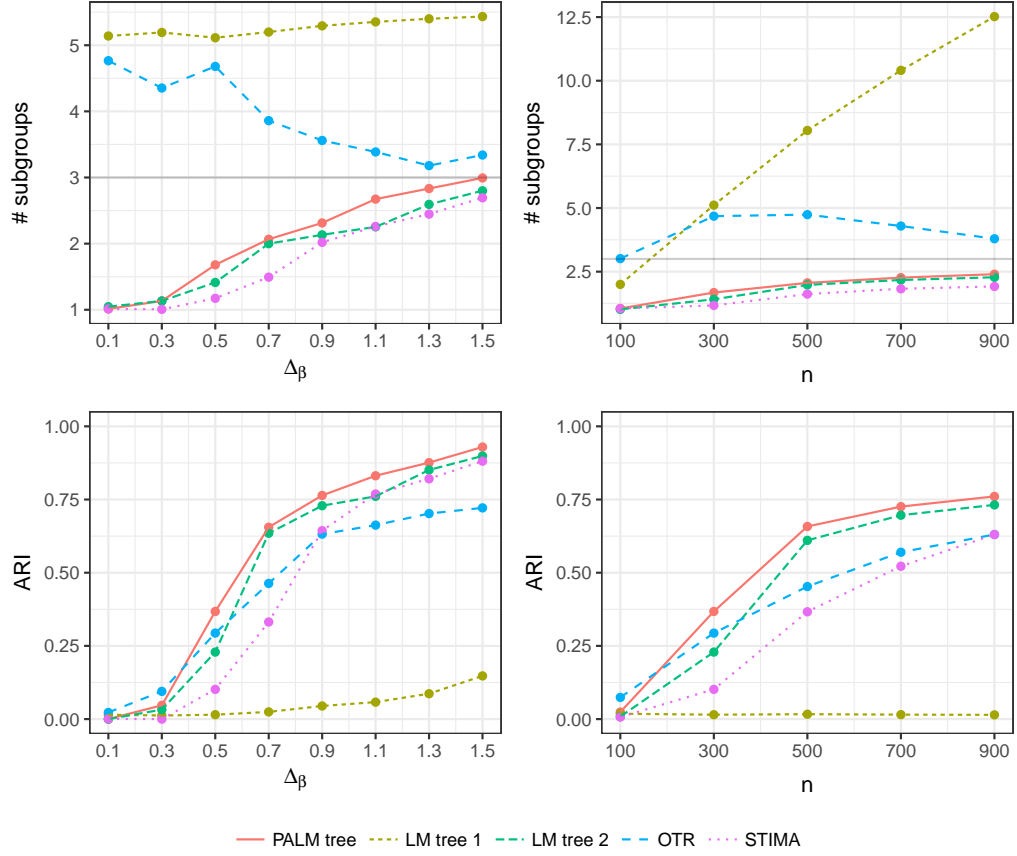 # subgroups
5
4
3
2
1
0.1 0.3 0.5 0.7 0.9 1.1 1.3 1.5
Δβ
# subgroups
12.5
10.0
7.5
5.0
2.5
100 300 500 700 900
n
ARI
1.00
0.75
0.50
0.25
0.00
0.1 0.3 0.5 0.7 0.9 1.1 1.3 1.5
Δβ
ARI
1.00
0.75
0.50
0.25
0.00
100 300 500 700 900
n
PALM tree LM tree 1 LM tree 2 OTR STIMA